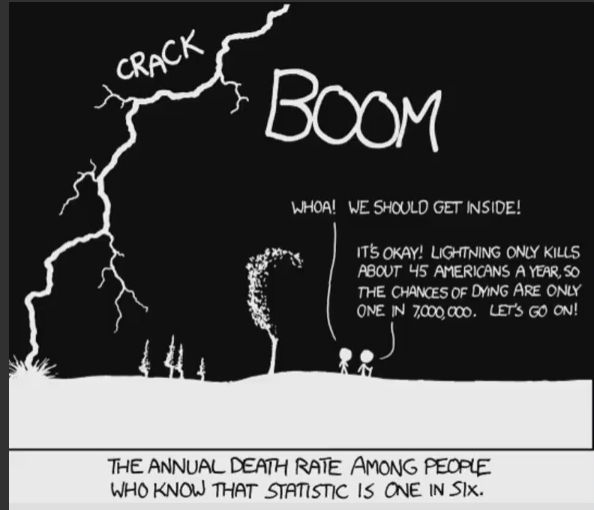 CRACK
BOOM
WHOA! WE SHOULD GET INSIDE!
IT'S OKAY! LIGHTNING ONLY KILLS
ABOUT 45 AMERICANS A YEAR, SO
THE CHANCES OF DYING ARE ONLY
ONE IN 7,000,000. LET'S GO ON!
THE ANNUAL DEATH RATE AMONG PEOPLE
WHO KNOW THAT STATISTIC IS ONE IN SIX.